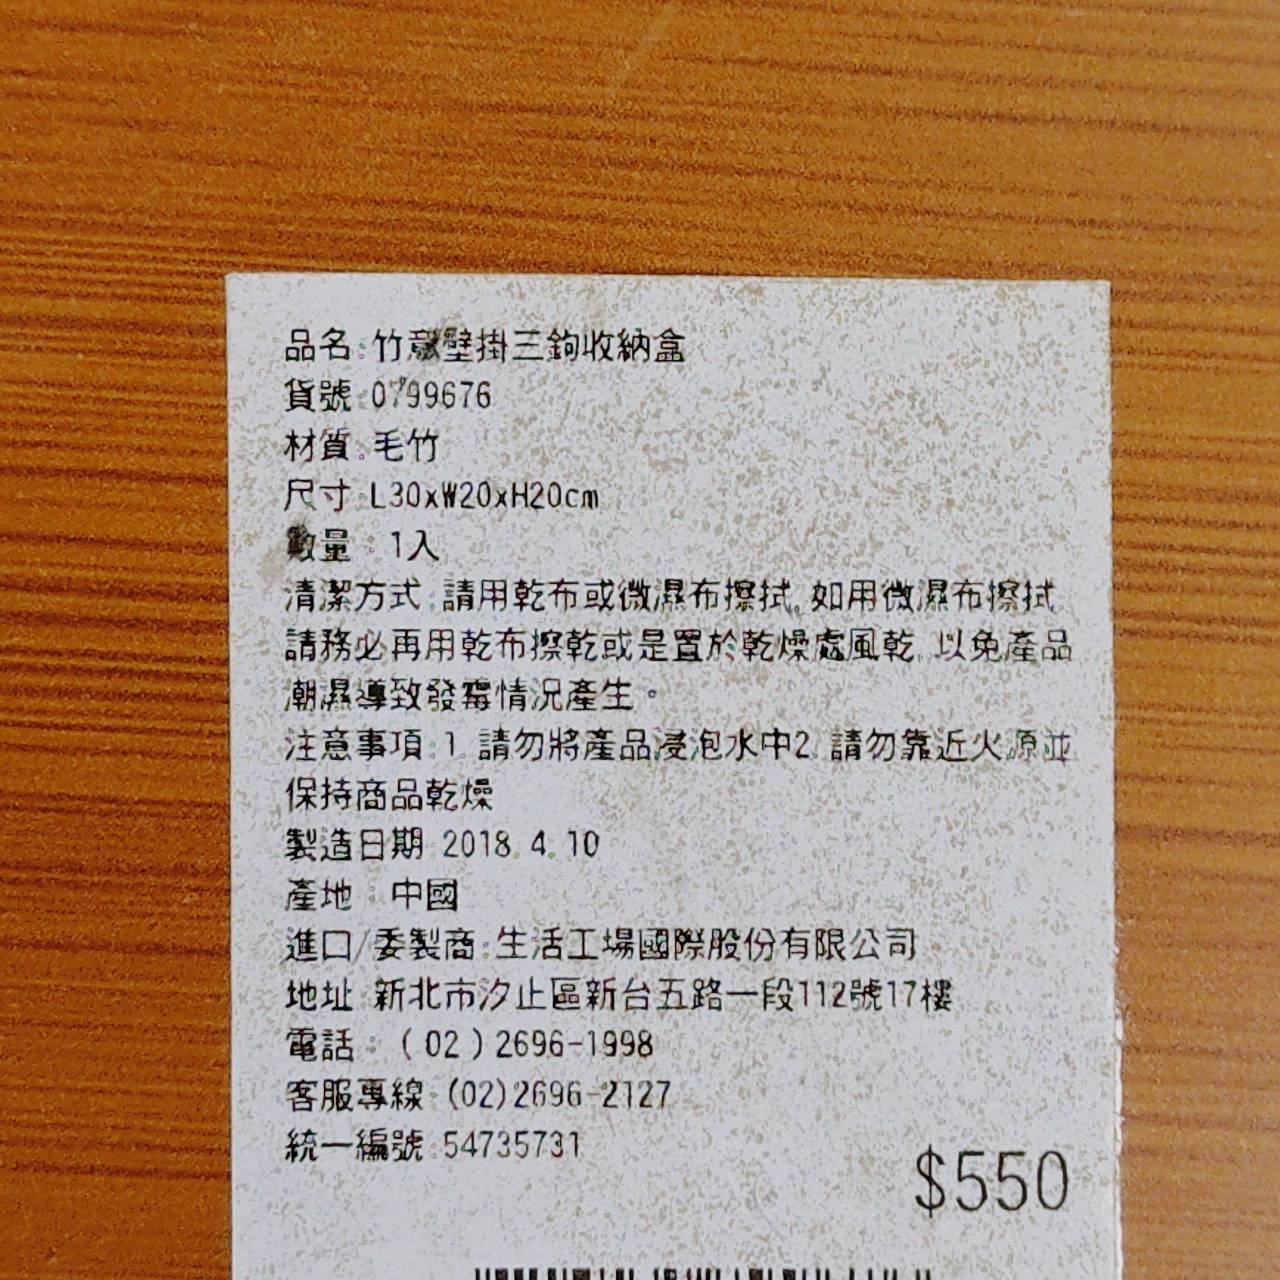 品名:竹意壁掛三鉤收納盒
貨號:0799676
材質:毛竹
尺寸:L30xW20xH20cm
數量：1入
清潔方式:請用乾布或微濕布擦拭,如用微濕布擦拭,
請務必再用乾布擦乾或是置於乾燥處風乾,以免產品
潮濕導致發霉情況產生。
注意事項:1.請勿將產品浸泡水中2.請勿靠近火源並
保持商品乾燥
製造日期:2018.4.10
產地：中國
進口/委製商:生活工場國際股份有限公司
地址:新北市汐止區新台五路一段112號17樓
電話：(02)2696-1998
客服專線:(02)2696-2127
統一編號:54735731
$550